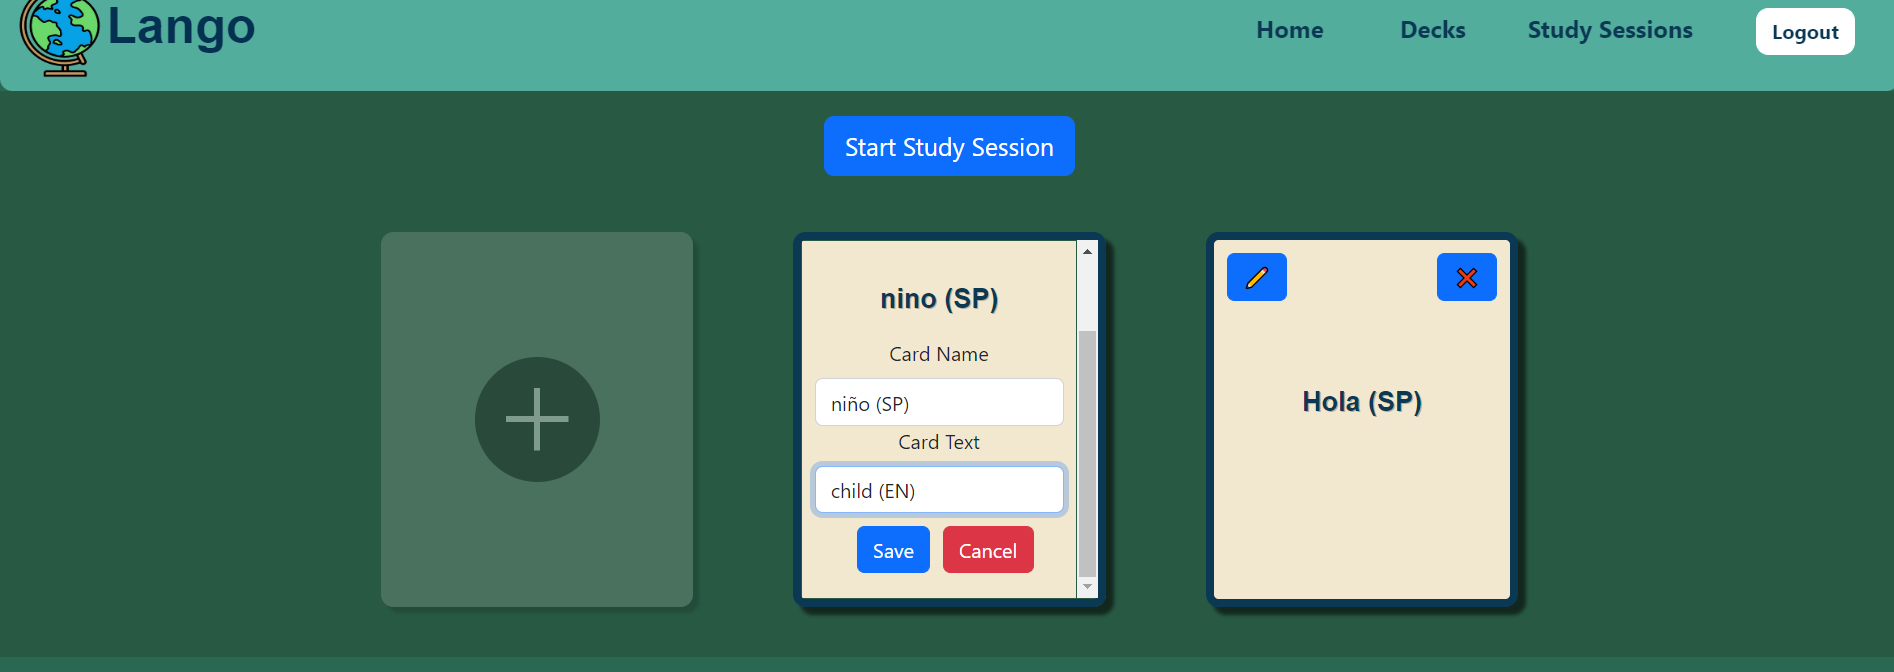 Lango
Home
Decks
Study Sessions
Logout
Start Study Session
nino (SP)
Card Name
niño (SP)
Card Text
child (EN)
Save
Cancel
Hola (SP)